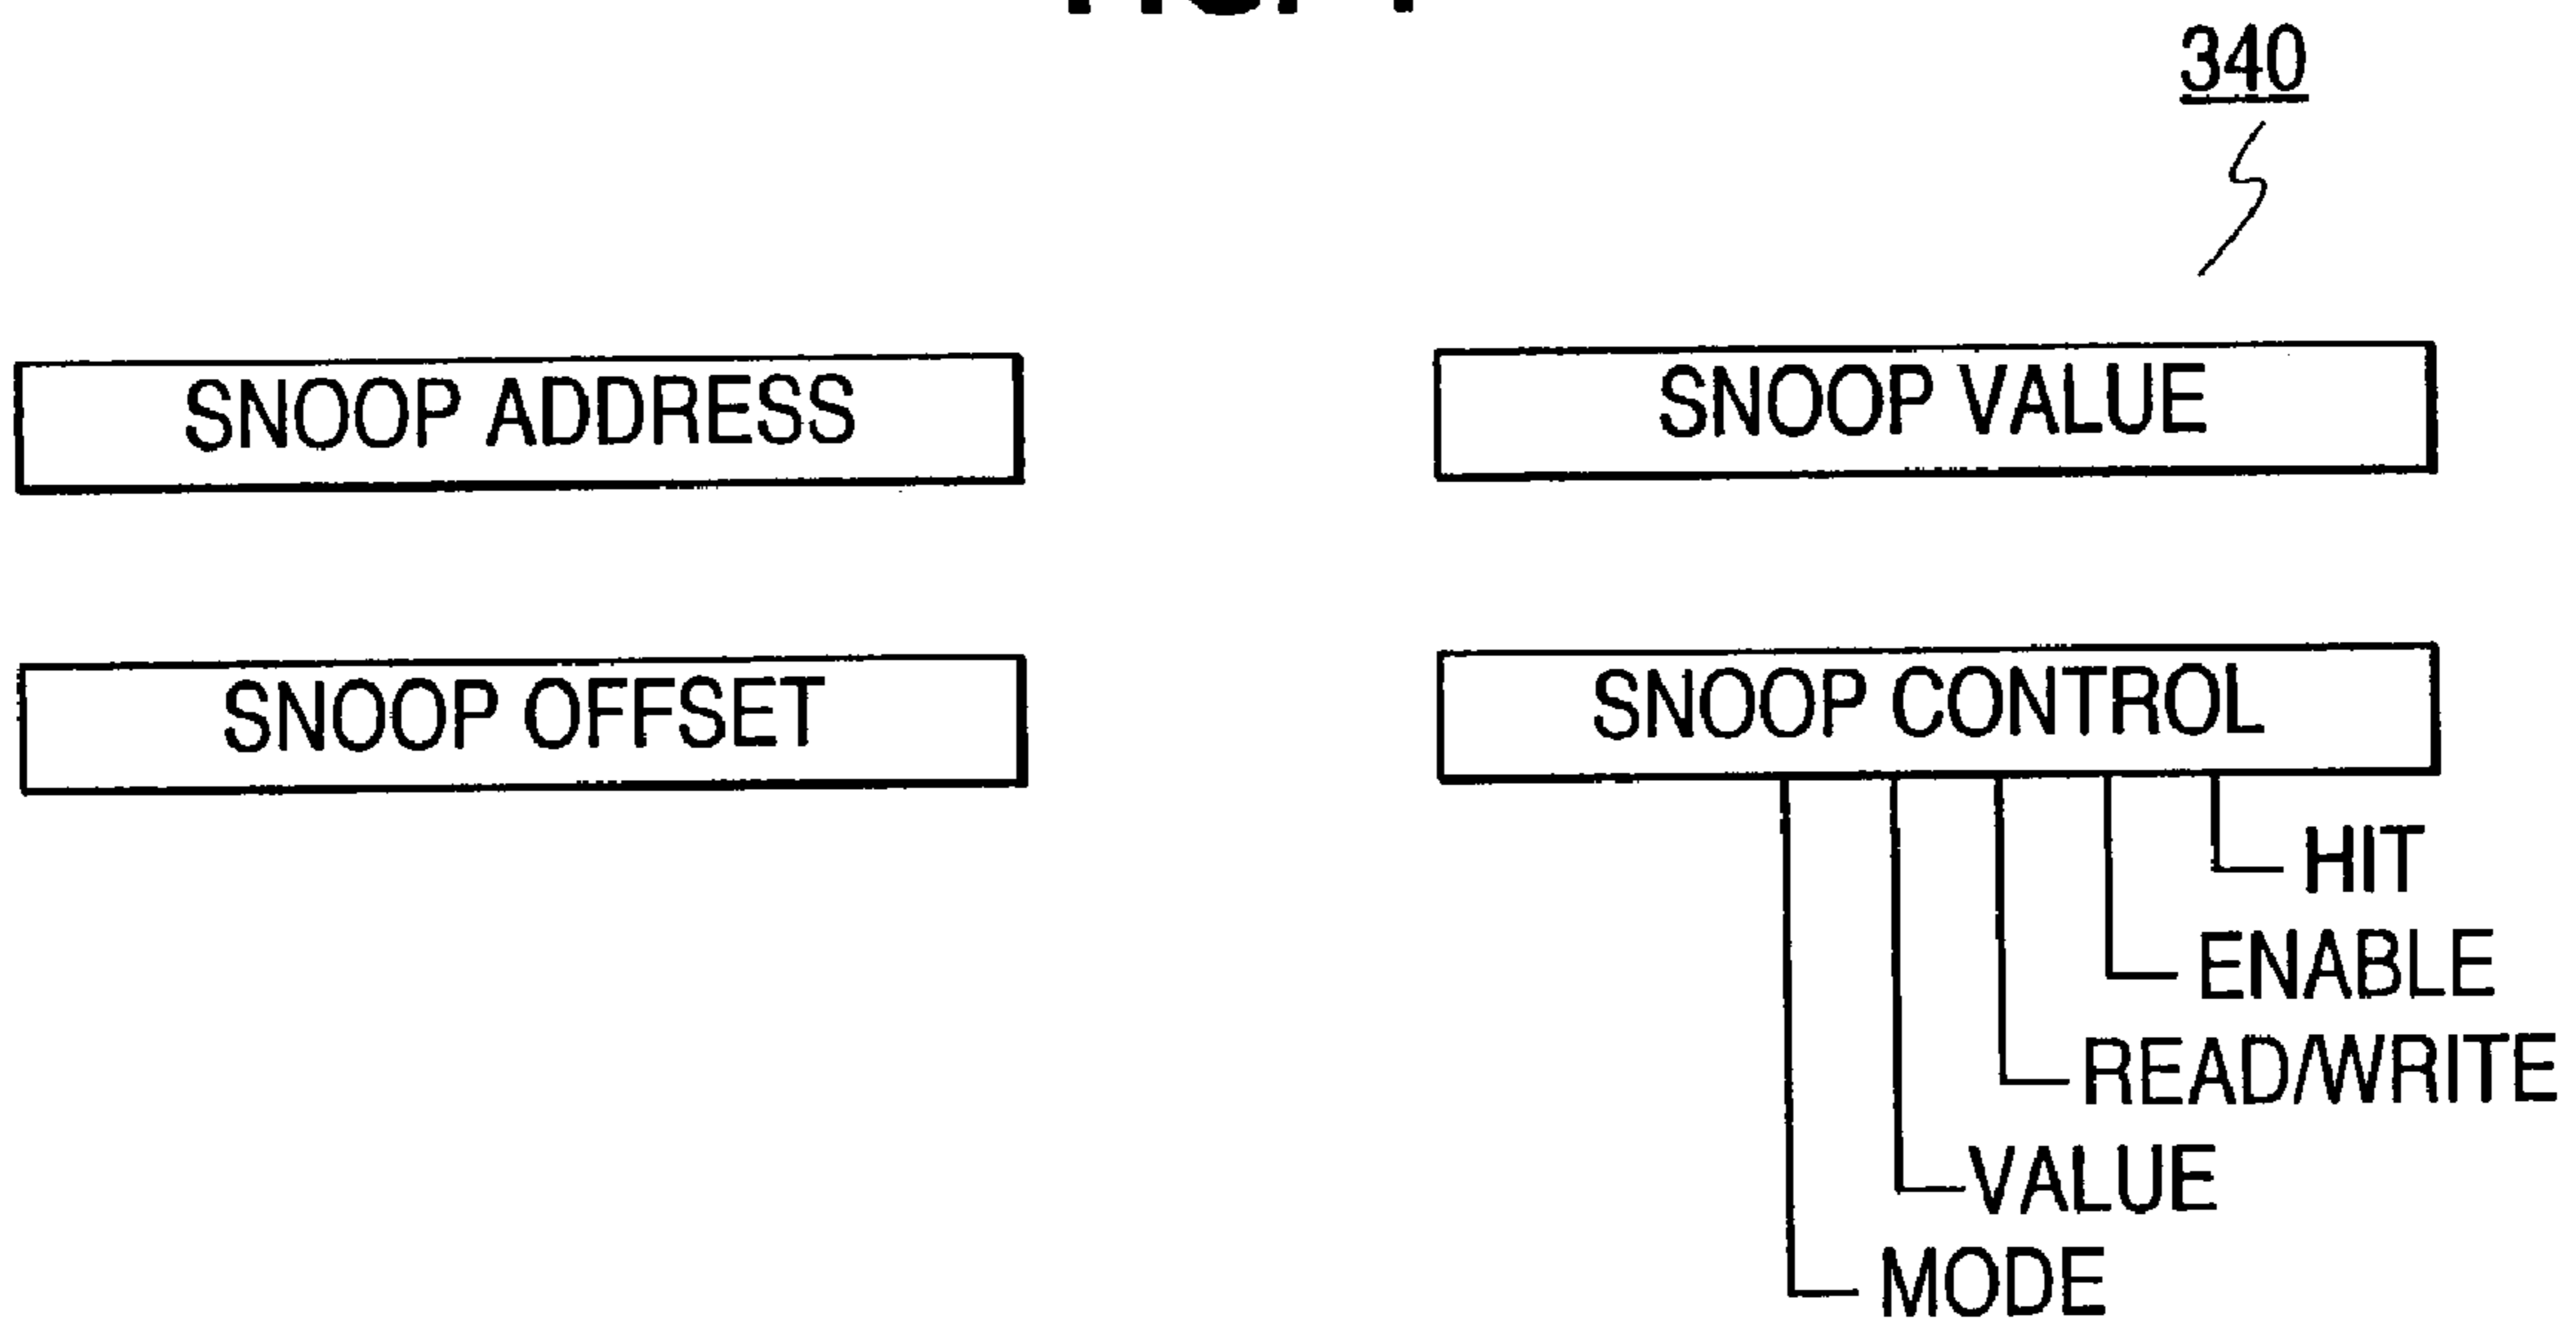 340
SNOOP ADDRESS
SNOOP VALUE
SNOOP OFFSET
SNOOP CONTROL
HIT
ENABLE
READ/WRITE
VALUE
MODE